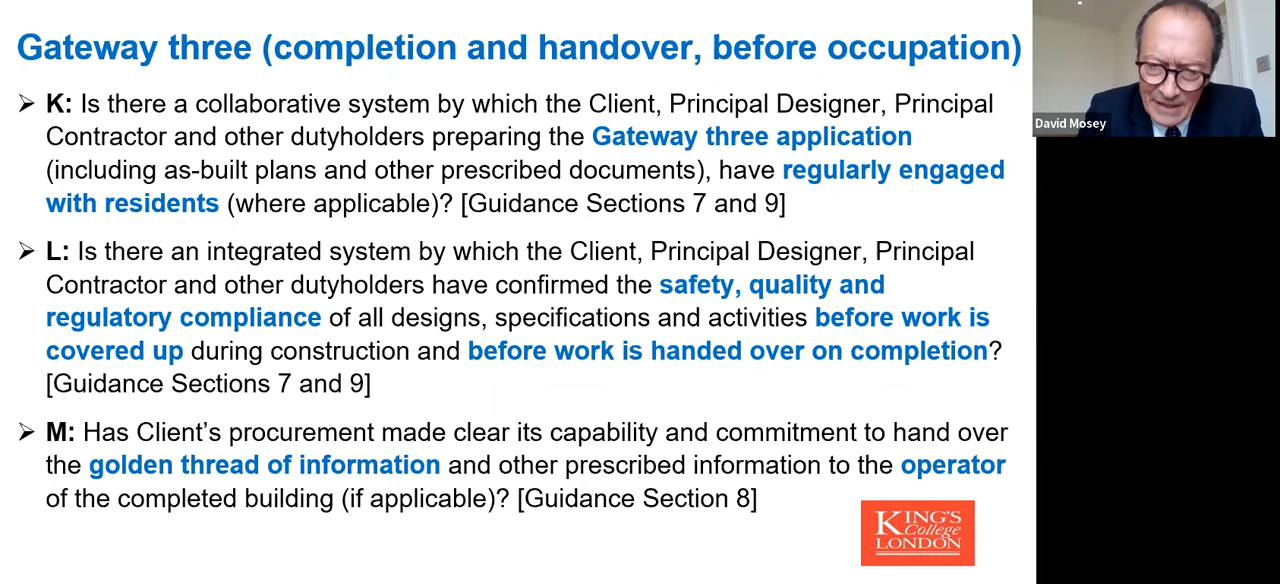 Gateway three (completion and handover, before occupation)
➢ K: Is there a collaborative system by which the Client, Principal Designer, Principal
Contractor and other dutyholders preparing the Gateway three application
(including as-built plans and other prescribed documents), have regularly engaged
with residents (where applicable)? [Guidance Sections 7 and 9]
➢ L: Is there an integrated system by which the Client, Principal Designer, Principal
Contractor and other dutyholders have confirmed the safety, quality and
regulatory compliance of all designs, specifications and activities before work is
covered up during construction and before work is handed over on completion?
[Guidance Sections 7 and 9]
➢ M: Has Client’s procurement made clear its capability and commitment to hand over
the golden thread of information and other prescribed information to the operator
of the completed building (if applicable)? [Guidance Section 8]
KING'S
College
LONDON
David Mosey